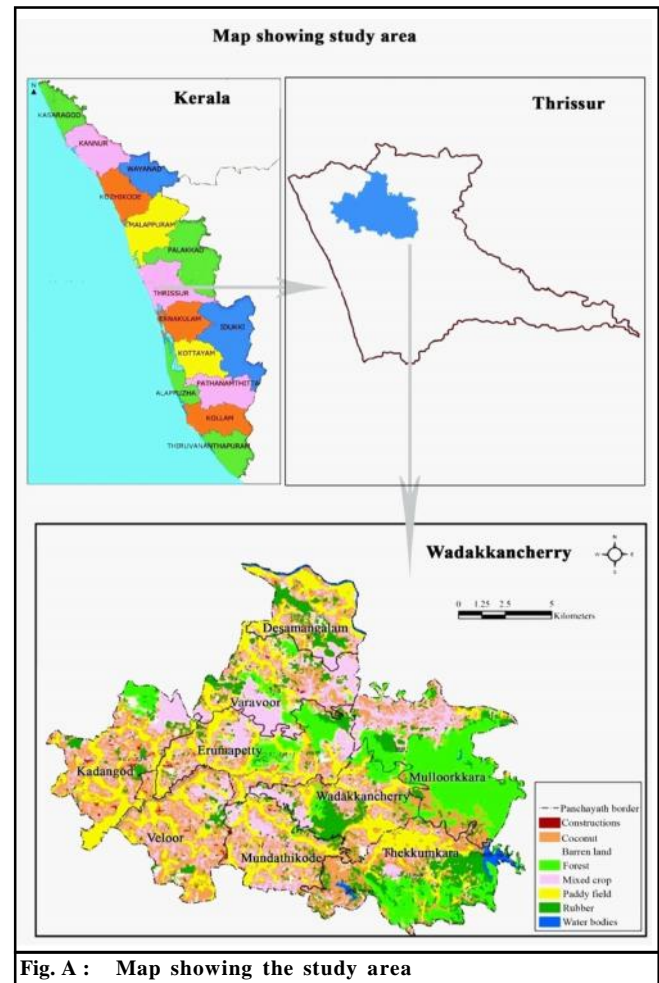 Map showing study area
Kerala
N
KASARAGOD
KANNUR
WAYANAD
KOZHIKODE
MALAPPURAM
PALAKKAD
THRISSUR
ERNAKULAM
IDUKKI
KOTTAYAM
PATHANAMTHITTA
ALAPPUZHA
KOLLAM
THIRUVANANTHAPURAM
Thrissur
Wadakkancherry
N
W E
S
0 1.25 2.5 5
Kilometers
Desamangalam
Varavoor
Erumapetty
Kadangod
Mulloorkkara
Wadakkancherry
Veloor
Mundathikode
Thekkumkara
Panchayath border
Constructions
Coconut
Barren land
Forest
Mixed crop
Paddy field
Rubber
Water bodies
Fig. A : Map showing the study area